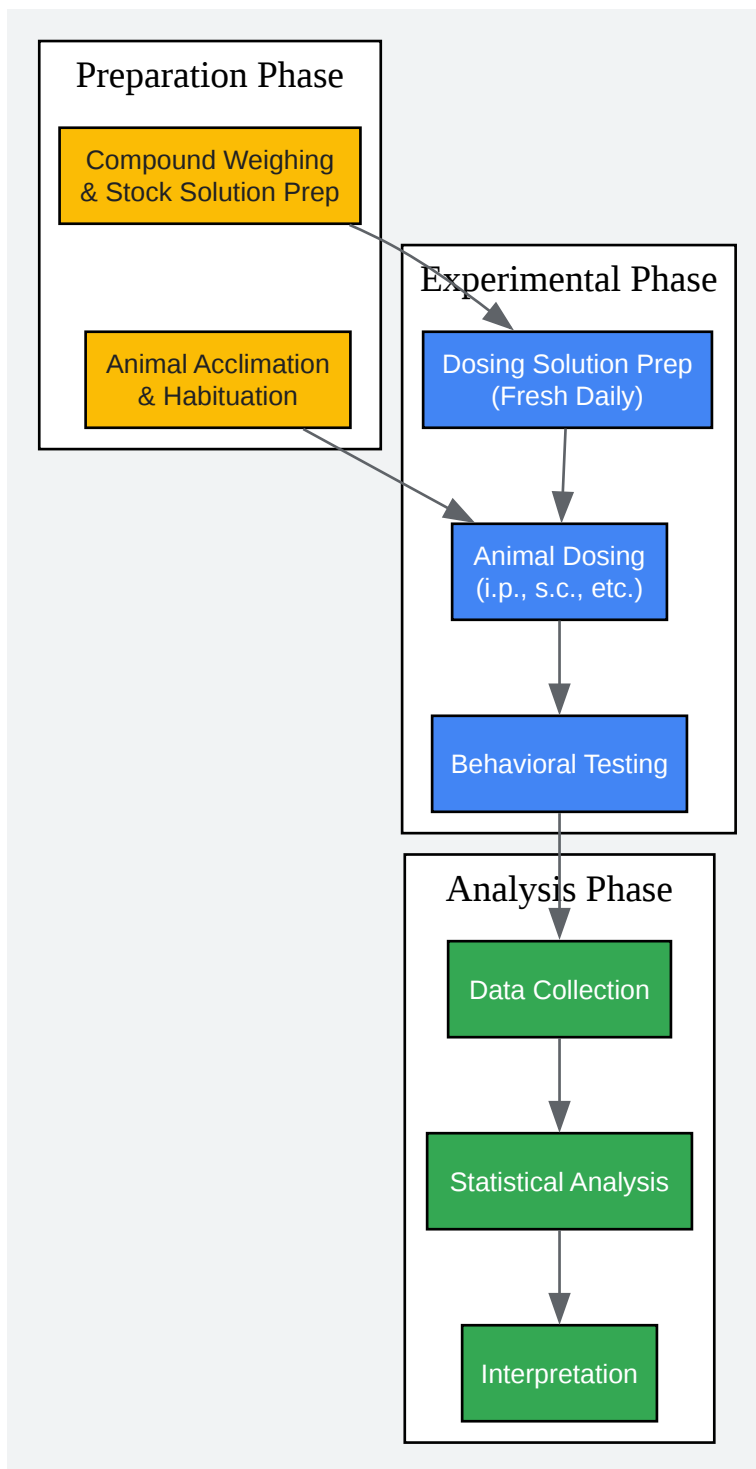 Preparation Phase
Compound Weighing
& Stock Solution Prep
Animal Acclimation
& Habituation
Experimental Phase
Dosing Solution Prep
(Fresh Daily)
Animal Dosing
(i.p., s.c., etc.)
Behavioral Testing
Analysis Phase
Data Collection
Statistical Analysis
Interpretation